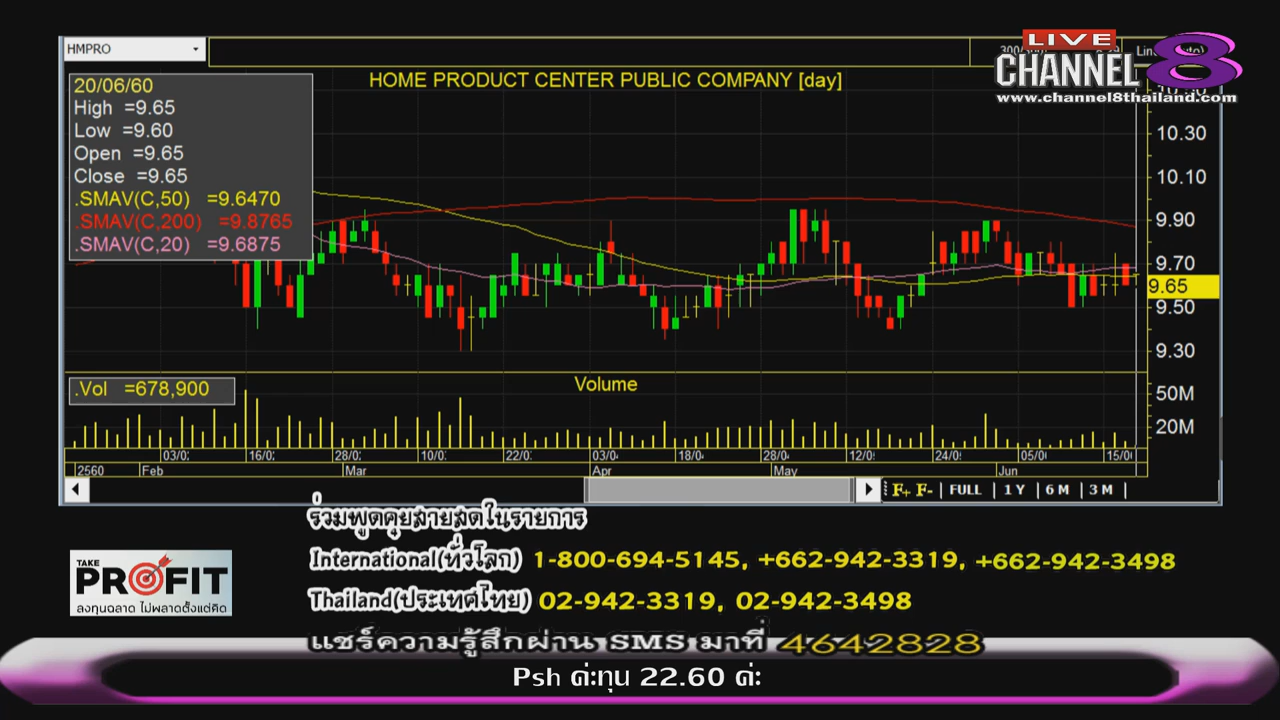 HMPRO
LIVE
CHANNEL 8
www.channel8thailand.com
HOME PRODUCT CENTER PUBLIC COMPANY [day]
20/06/60
High =9.65
Low =9.60
Open =9.65
Close =9.65
.SMAV(C,50) =9.6470
.SMAV(C,200) =9.8765
.SMAV(C,20) =9.6875
10.30
10.10
9.90
9.70
9.65
9.50
9.30
.Vol =678,900
Volume
50M
20M
03/0 16/0 28/0 10/0 22/0 03/0 18/0 28/0 12/0 24/0 05/0 15/0
2560 Feb Mar Apr May Jun
F+ F- FULL 1 Y 6 M 3 M
ร่วมพูดคุยสายสดในรายการ
International(ทั่วโลก) 1-800-694-5145, +662-942-3319, +662-942-3498
TAKE PROFIT
ลงทุนฉลาด ไม่พลาดตั้งแต่คิด
Thailand(ประเทศไทย) 02-942-3319, 02-942-3498
แชร์ความรู้สึกผ่าน SMS มาที่ 4642828
Psh ค่ะทุน 22.60 ค่ะ